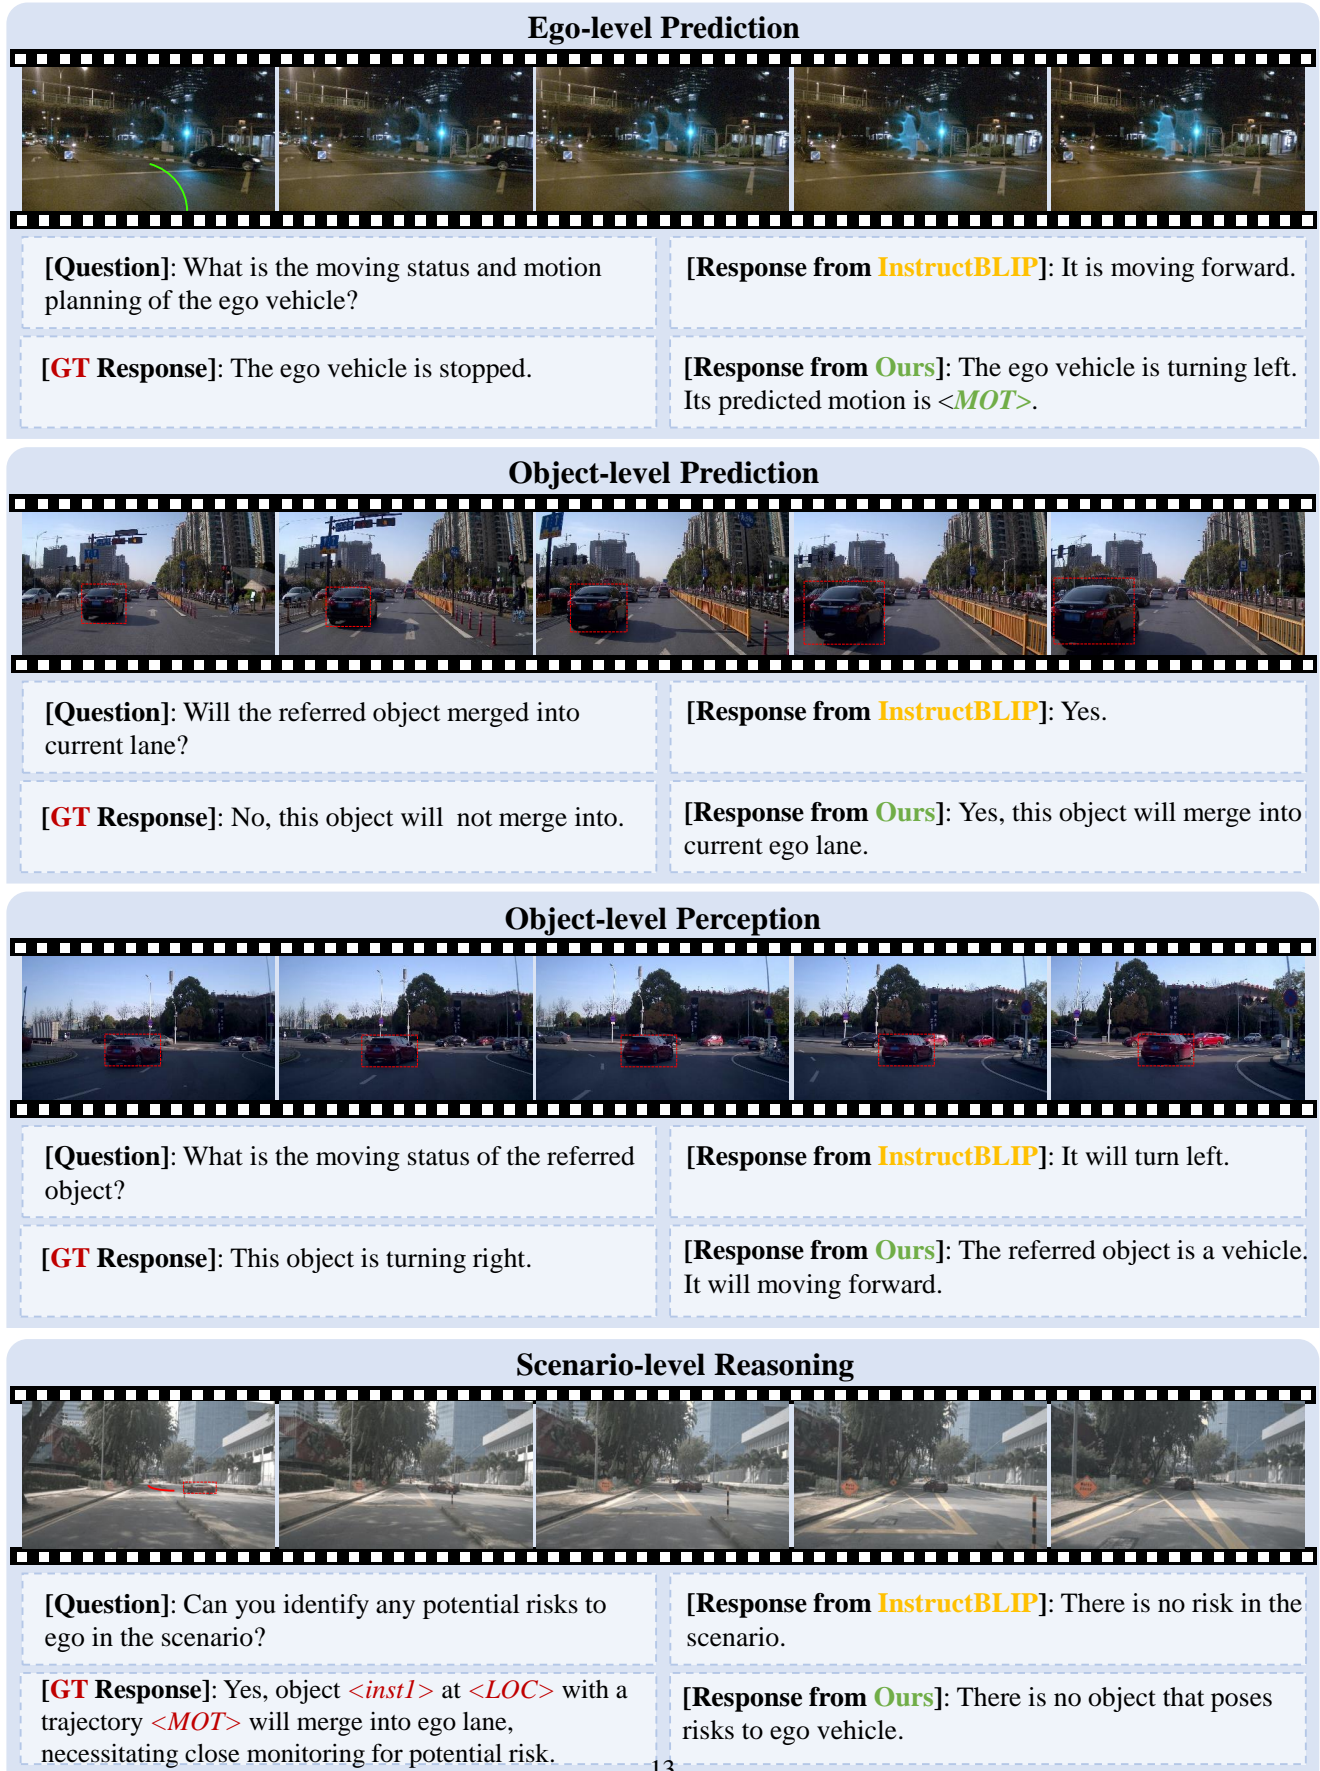 Ego-level Prediction
[Question]: What is the moving status and motion
planning of the ego vehicle?
[Response from InstructBLIP]: It is moving forward.
[GT Response]: The ego vehicle is stopped.
[Response from Ours]: The ego vehicle is turning left.
Its predicted motion is <MOT>.
Object-level Prediction
[Question]: Will the referred object merged into
current lane?
[Response from InstructBLIP]: Yes.
[GT Response]: No, this object will  not merge into.
[Response from Ours]: Yes, this object will merge into
current ego lane.
Object-level Perception
[Question]: What is the moving status of the referred
object?
[Response from InstructBLIP]: It will turn left.
[GT Response]: This object is turning right.
[Response from Ours]: The referred object is a vehicle.
It will moving forward.
Scenario-level Reasoning
[Question]: Can you identify any potential risks to
ego in the scenario?
[Response from InstructBLIP]: There is no risk in the
scenario.
[GT Response]: Yes, object <inst1> at <LOC> with a
trajectory <MOT> will merge into ego lane,
necessitating close monitoring for potential risk.
[Response from Ours]: There is no object that poses
risks to ego vehicle.
13